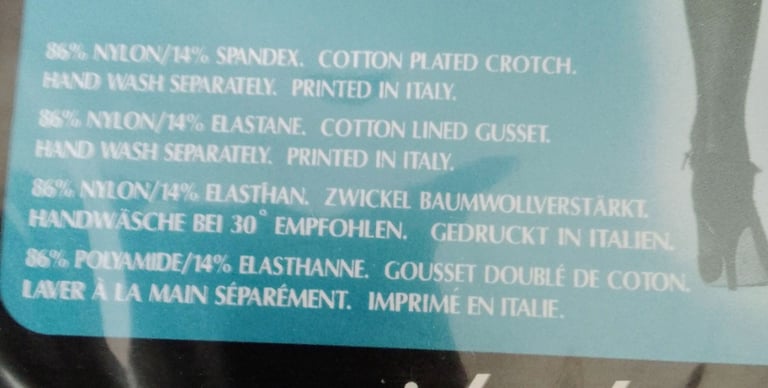 86% NYLON/14% SPANDEX. COTTON PLATED CROTCH.
HAND WASH SEPARATELY. PRINTED IN ITALY.
86% NYLON/14% ELASTANE. COTTON LINED GUSSET.
HAND WASH SEPARATELY. PRINTED IN ITALY.
86% NYLON/14% ELASTHAN. ZWICKEL BAUMWOLLVERSTÄRKT.
HANDWÄSCHE BEI 30° EMPFOHLEN. GEDRUCKT IN ITALIEN.
86% POLYAMIDE/14% ELASTHANNE. GOUSSET DOUBLÉ DE COTON.
LAVER À LA MAIN SÉPARÉMENT. IMPRIMÉ EN ITALIE.